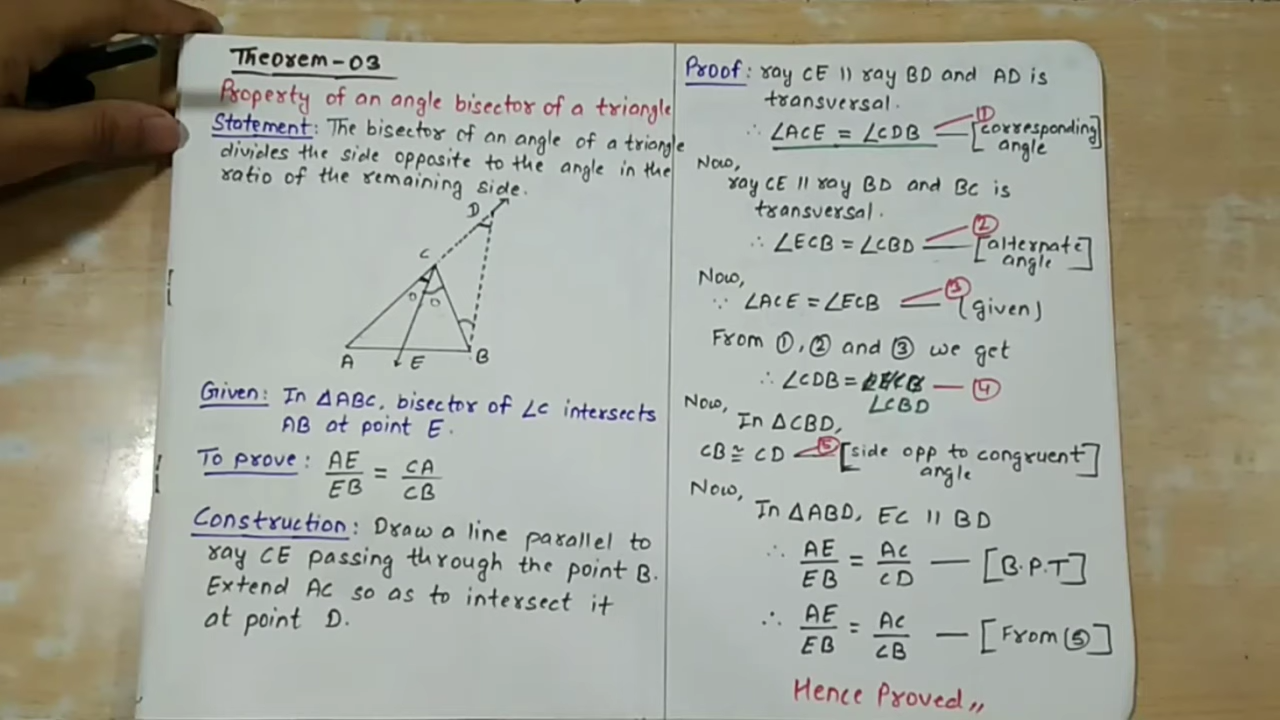 Theorem-03
Property of an angle bisector of a triangle
Statement: The bisector of an angle of a triangle
divides the side opposite to the angle in the
ratio of the remaining side.
D
C
A
E
B
Given: In △ABC, bisector of ∠C intersects
AB at point E.
To prove: AE/EB = CA/CB
Construction: Draw a line parallel to
ray CE passing through the point B.
Extend AC so as to intersect it
at point D.
Proof: ray CE || ray BD and AD is
transversal.
∴ ∠ACE = ∠CDB — ① [corresponding angle]
Now,
ray CE || ray BD and BC is
transversal.
∴ ∠ECB = ∠CBD — ② [alternate angle]
Now,
∵ ∠ACE = ∠ECB — ③ (given)
From ①, ② and ③ we get
∴ ∠CDB = ∠CBD — ④
Now,
In △CBD,
CB ≅ CD — ⑤ [side opp to congruent angle]
Now,
In △ABD, EC || BD
∴ AE/EB = AC/CD — [B.P.T]
∴ AE/EB = AC/CB — [From ⑤]
Hence Proved,,